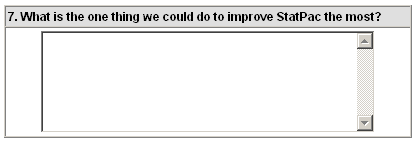 7. What is the one thing we could do to improve StatPac the most?